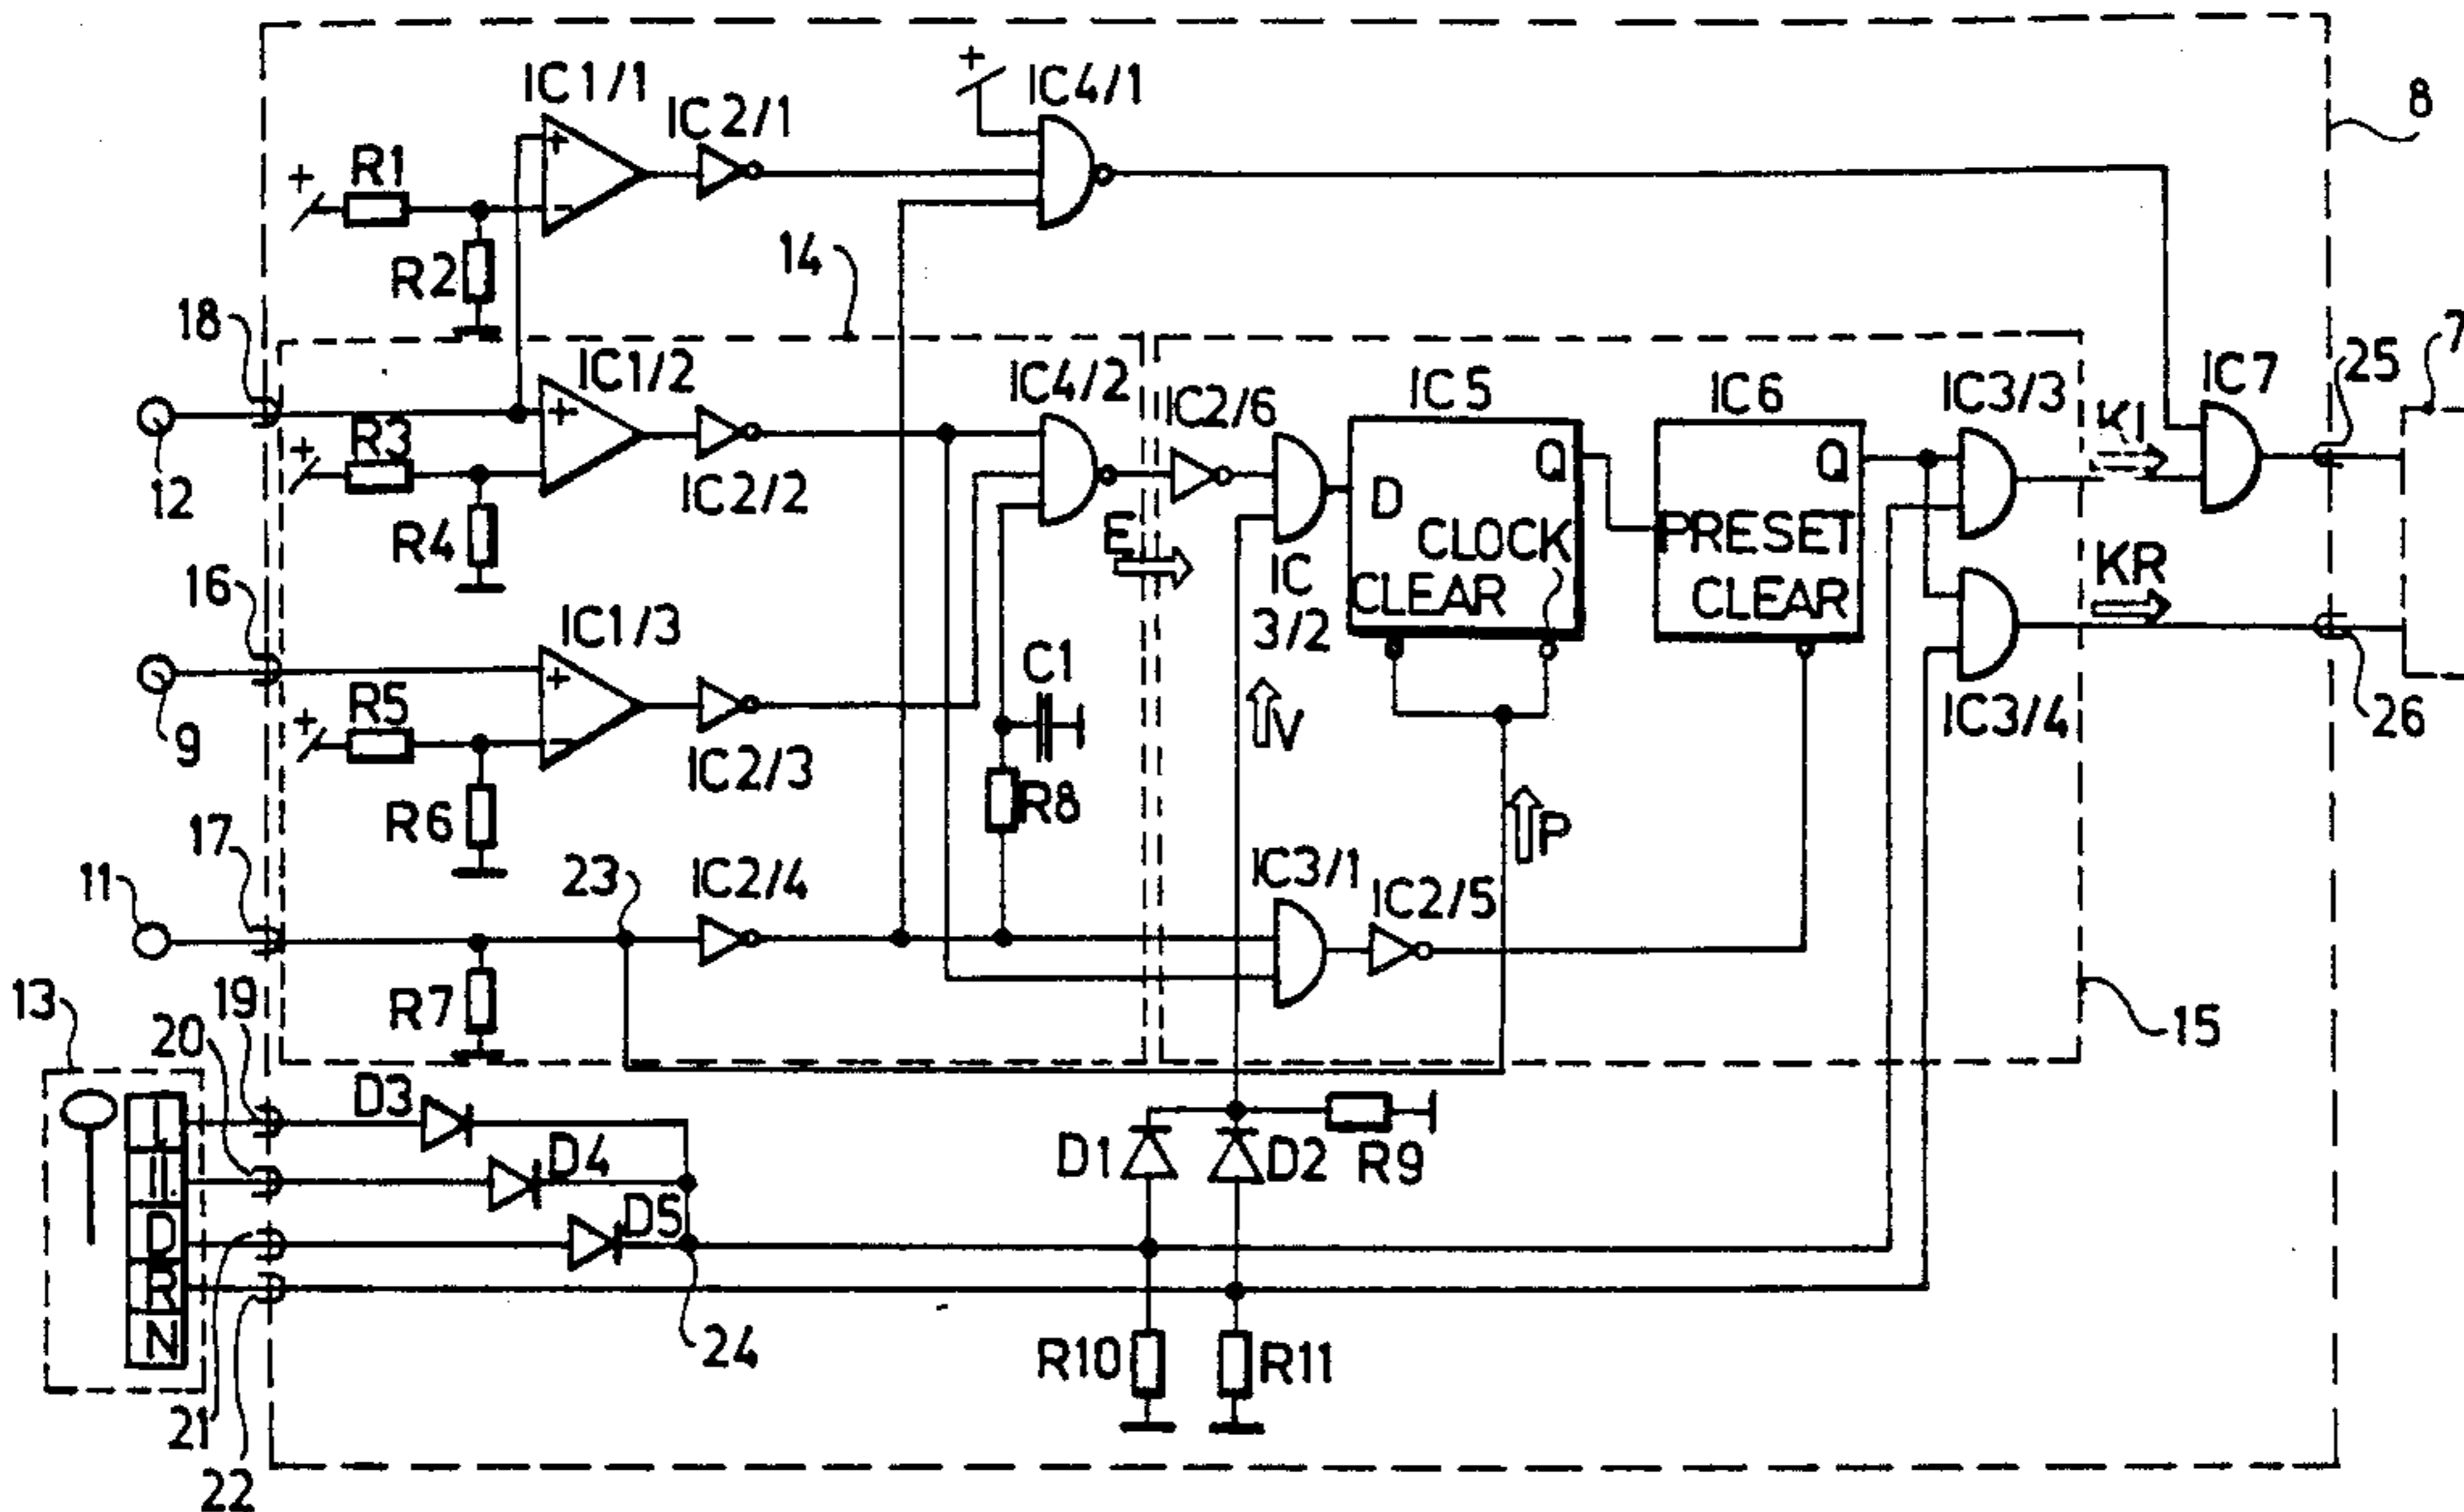 IC1/1
IC2/1
+
IC4/1
8
+
R1
+
-
R2
14
18
IC1/2
IC4/2
IC2/6
IC5
IC6
IC3/3
IC7
25
7
+
R3
+
12
IC2/2
R4
E
IC
3/2
D
Q
CLOCK
CLEAR
Q
PRESET
CLEAR
K1
KR
16
IC1/3
C1
V
IC3/4
26
9
+
R5
+
-
IC2/3
R6
R8
P
17
11
23
IC2/4
IC3/1
IC2/5
13
19
20
R7
15
I
II
D
R
N
D3
D4
D5
D1
D2
R9
24
R10
R11
21
22